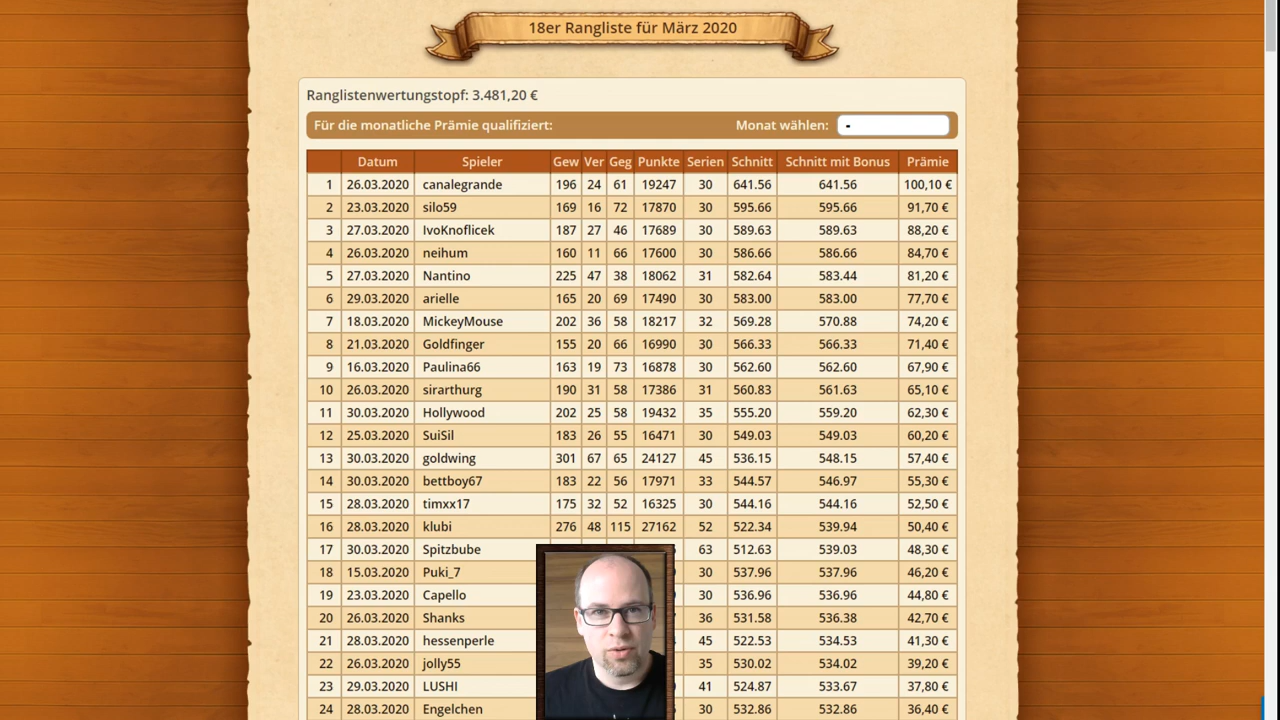 18er Rangliste für März 2020
Ranglistenwertungstopf: 3.481,20 €
Für die monatliche Prämie qualifiziert: Monat wählen: -
Datum Spieler Gew Ver Geg Punkte Serien Schnitt Schnitt mit Bonus Prämie
1 26.03.2020 canalegrande 196 24 61 19247 30 641.56 641.56 100,10 €
2 23.03.2020 silo59 169 16 72 17870 30 595.66 595.66 91,70 €
3 27.03.2020 IvoKnoflicek 187 27 46 17689 30 589.63 589.63 88,20 €
4 26.03.2020 neihum 160 11 66 17600 30 586.66 586.66 84,70 €
5 27.03.2020 Nantino 225 47 38 18062 31 582.64 583.44 81,20 €
6 29.03.2020 arielle 165 20 69 17490 30 583.00 583.00 77,70 €
7 18.03.2020 MickeyMouse 202 36 58 18217 32 569.28 570.88 74,20 €
8 21.03.2020 Goldfinger 155 20 66 16990 30 566.33 566.33 71,40 €
9 16.03.2020 Paulina66 163 19 73 16878 30 562.60 562.60 67,90 €
10 26.03.2020 sirarthurg 190 31 58 17386 31 560.83 561.63 65,10 €
11 30.03.2020 Hollywood 202 25 58 19432 35 555.20 559.20 62,30 €
12 25.03.2020 SuiSil 183 26 55 16471 30 549.03 549.03 60,20 €
13 30.03.2020 goldwing 301 67 65 24127 45 536.15 548.15 57,40 €
14 30.03.2020 bettboy67 183 22 56 17971 33 544.57 546.97 55,30 €
15 28.03.2020 timxx17 175 32 52 16325 30 544.16 544.16 52,50 €
16 28.03.2020 klubi 276 48 115 27162 52 522.34 539.94 50,40 €
17 30.03.2020 Spitzbube 63 512.63 539.03 48,30 €
18 15.03.2020 Puki_7 30 537.96 537.96 46,20 €
19 23.03.2020 Capello 30 536.96 536.96 44,80 €
20 26.03.2020 Shanks 36 531.58 536.38 42,70 €
21 28.03.2020 hessenperle 45 522.53 534.53 41,30 €
22 26.03.2020 jolly55 35 530.02 534.02 39,20 €
23 29.03.2020 LUSHI 41 524.87 533.67 37,80 €
24 28.03.2020 Engelchen 30 532.86 532.86 36,40 €